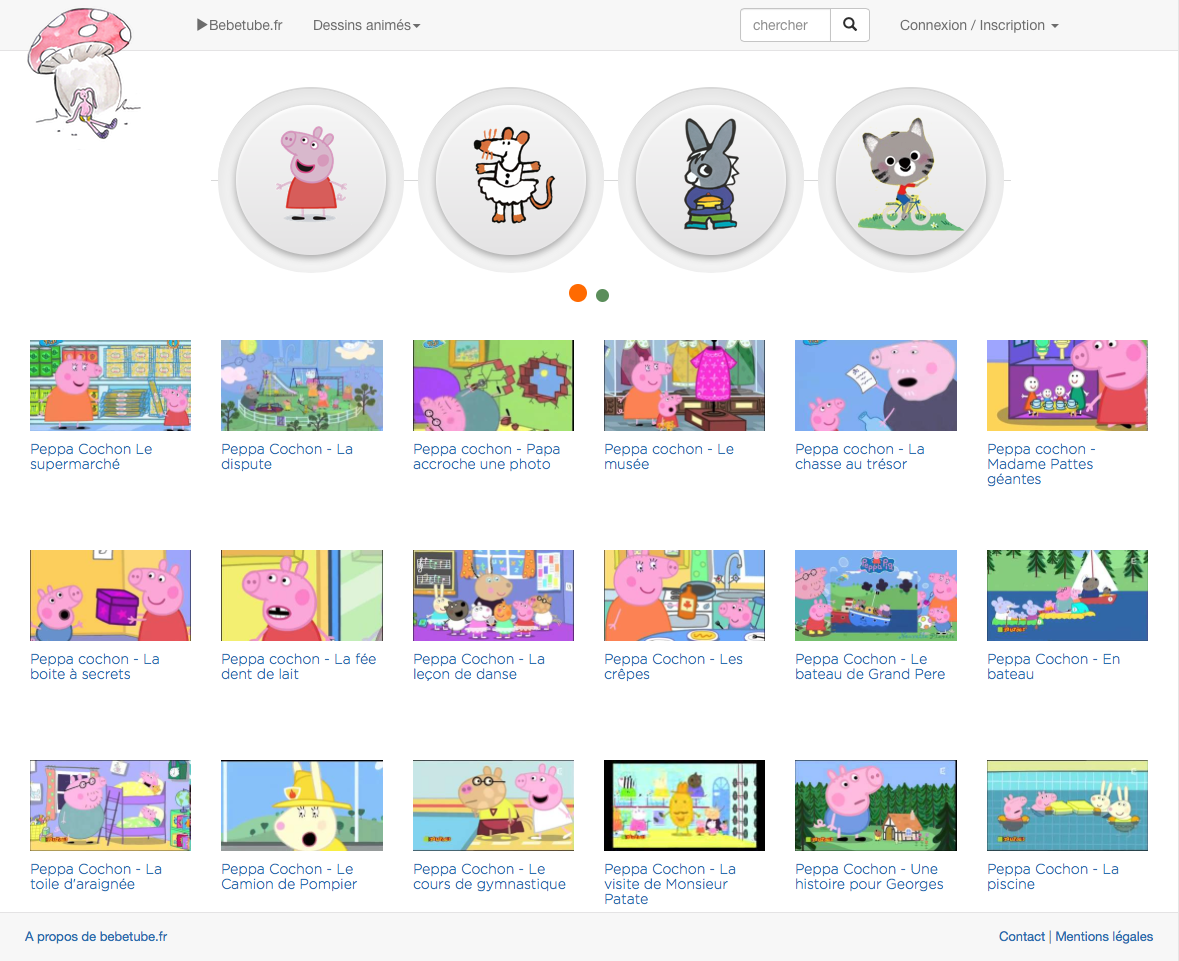 Bebetube.fr
Dessins animés
chercher
Connexion / Inscription
Peppa Cochon Le
supermarché
Peppa Cochon - La
dispute
Peppa cochon - Papa
accroche une photo
Peppa cochon - Le
musée
Peppa cochon - La
chasse au trésor
Peppa cochon -
Madame Pattes
géantes
Peppa cochon - La
boite à secrets
Peppa cochon - La fée
dent de lait
Peppa Cochon - La
leçon de danse
Peppa Cochon - Les
crêpes
Peppa Pig
Peppa Cochon - Le
bateau de Grand Pere
Peppa Cochon - En
bateau
Peppa Cochon - La
toile d'araignée
Peppa Cochon - Le
Camion de Pompier
Peppa Cochon - Le
cours de gymnastique
Peppa Cochon - La
visite de Monsieur
Patate
Peppa Cochon - Une
histoire pour Georges
Peppa Cochon - La
piscine
A propos de bebetube.fr
Contact | Mentions légales